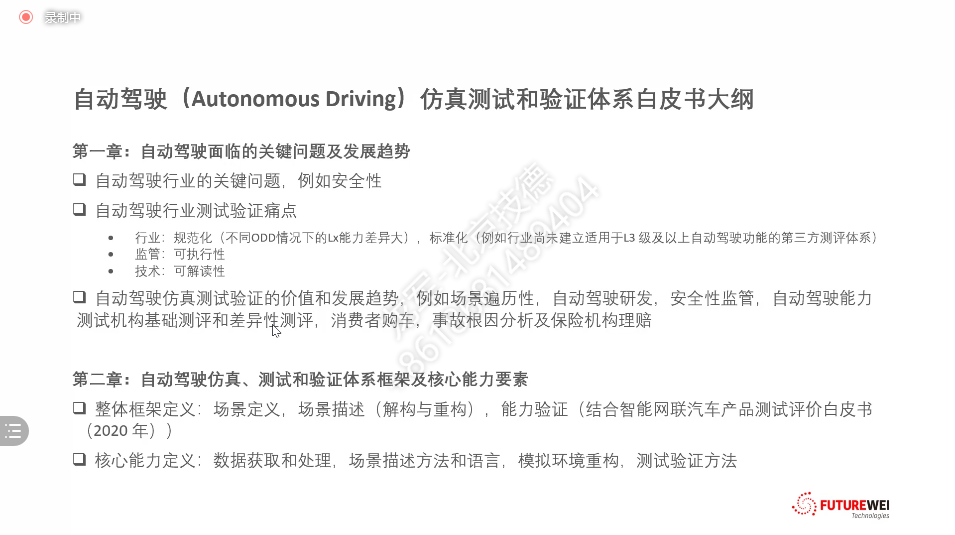 录制中
自动驾驶（Autonomous Driving）仿真测试和验证体系白皮书大纲
第一章：自动驾驶面临的关键问题及发展趋势
自动驾驶行业的关键问题，例如安全性
自动驾驶行业测试验证痛点
行业：规范化（不同ODD情况下的Lx能力差异大），标准化（例如行业尚未建立适用于L3 级及以上自动驾驶功能的第三方测评体系）
监管：可执行性
技术：可解读性
自动驾驶仿真测试验证的价值和发展趋势，例如场景遍历性，自动驾驶研发，安全性监管，自动驾驶能力
测试机构基础测评和差异性测评，消费者购车，事故根因分析及保险机构理赔
第二章：自动驾驶仿真、测试和验证体系框架及核心能力要素
整体框架定义：场景定义，场景描述（解构与重构），能力验证（结合智能网联汽车产品测试评价白皮书
（2020 年））
核心能力定义：数据获取和处理，场景描述方法和语言，模拟环境重构，测试验证方法
FUTUREWEI
Technologies